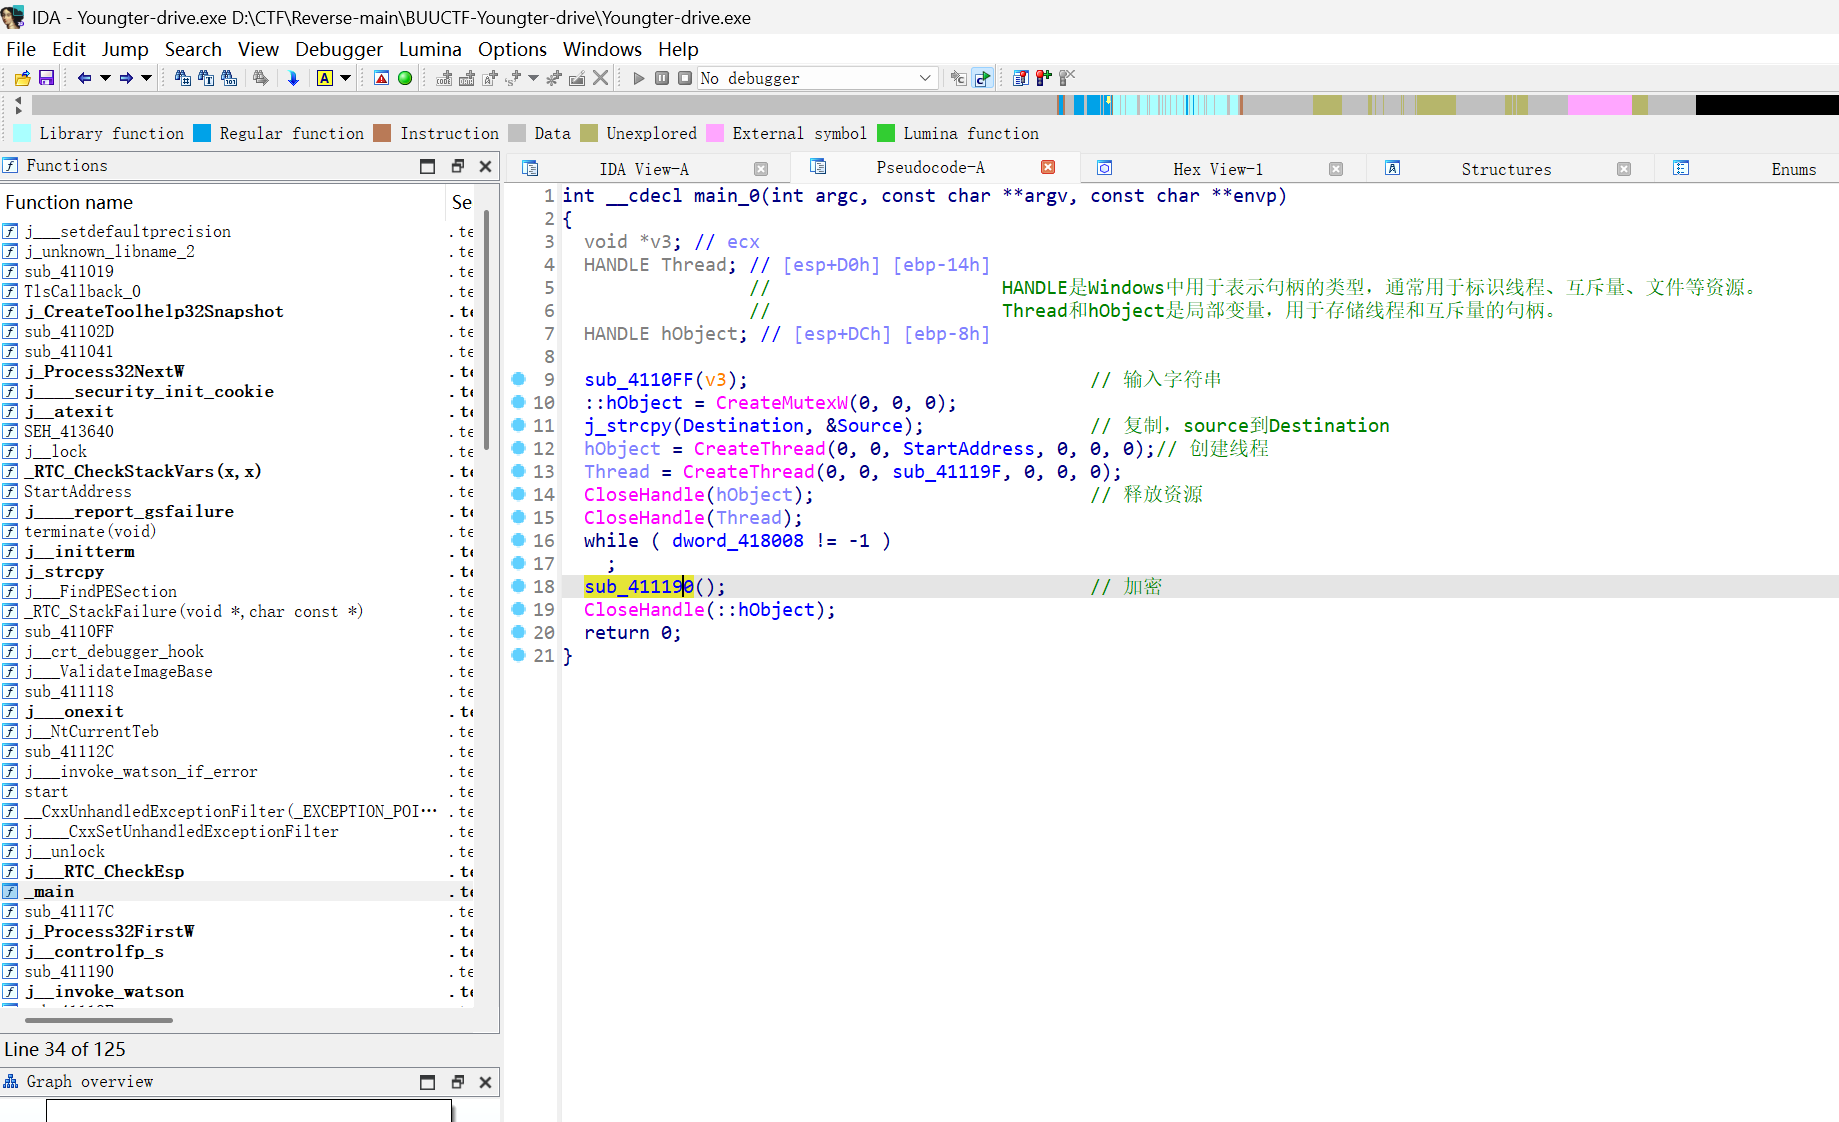 IDA - Youngter-drive.exe D:\CTF\Reverse-main\BUUCTF-Youngter-drive\Youngter-drive.exe
File Edit Jump Search View Debugger Lumina Options Windows Help
No debugger
Library function Regular function Instruction Data Unexplored External symbol Lumina function
Functions
IDA View-A Pseudocode-A Hex View-1 Structures Enums
Function name Se
j___setdefaultprecision .te
j_unknown_libname_2 .te
sub_411019 .te
TlsCallback_0 .te
j_CreateToolhelp32Snapshot .te
sub_41102D .te
sub_411041 .te
j_Process32NextW .te
j____security_init_cookie .te
j__atexit .te
SEH_413640 .te
j__lock .te
_RTC_CheckStackVars(x,x) .te
StartAddress .te
j____report_gsfailure .te
terminate(void) .te
j__initterm .te
j_strcpy .te
j___FindPESection .te
_RTC_StackFailure(void *,char const *) .te
sub_4110FF .te
j__crt_debugger_hook .te
j___ValidateImageBase .te
sub_411118 .te
j___onexit .te
j__NtCurrentTeb .te
sub_41112C .te
j___invoke_watson_if_error .te
start .te
__CxxUnhandledExceptionFilter(_EXCEPTION_POI… .te
j____CxxSetUnhandledExceptionFilter .te
j__unlock .te
j___RTC_CheckEsp .te
_main .te
sub_41117C .te
j_Process32FirstW .te
j__controlfp_s .te
sub_411190 .te
j__invoke_watson .te
Line 34 of 125
Graph overview
1 int __cdecl main_0(int argc, const char **argv, const char **envp)
2 {
3 void *v3; // ecx
4 HANDLE Thread; // [esp+D0h] [ebp-14h]
5 // HANDLE是Windows中用于表示句柄的类型，通常用于标识线程、互斥量、文件等资源。
6 // Thread和hObject是局部变量，用于存储线程和互斥量的句柄。
7 HANDLE hObject; // [esp+DCh] [ebp-8h]
8
9 sub_4110FF(v3); // 输入字符串
10 ::hObject = CreateMutexW(0, 0, 0);
11 j_strcpy(Destination, &Source); // 复制，source到Destination
12 hObject = CreateThread(0, 0, StartAddress, 0, 0, 0);// 创建线程
13 Thread = CreateThread(0, 0, sub_41119F, 0, 0, 0);
14 CloseHandle(hObject); // 释放资源
15 CloseHandle(Thread);
16 while ( dword_418008 != -1 )
17 ;
18 sub_411190(); // 加密
19 CloseHandle(::hObject);
20 return 0;
21 }